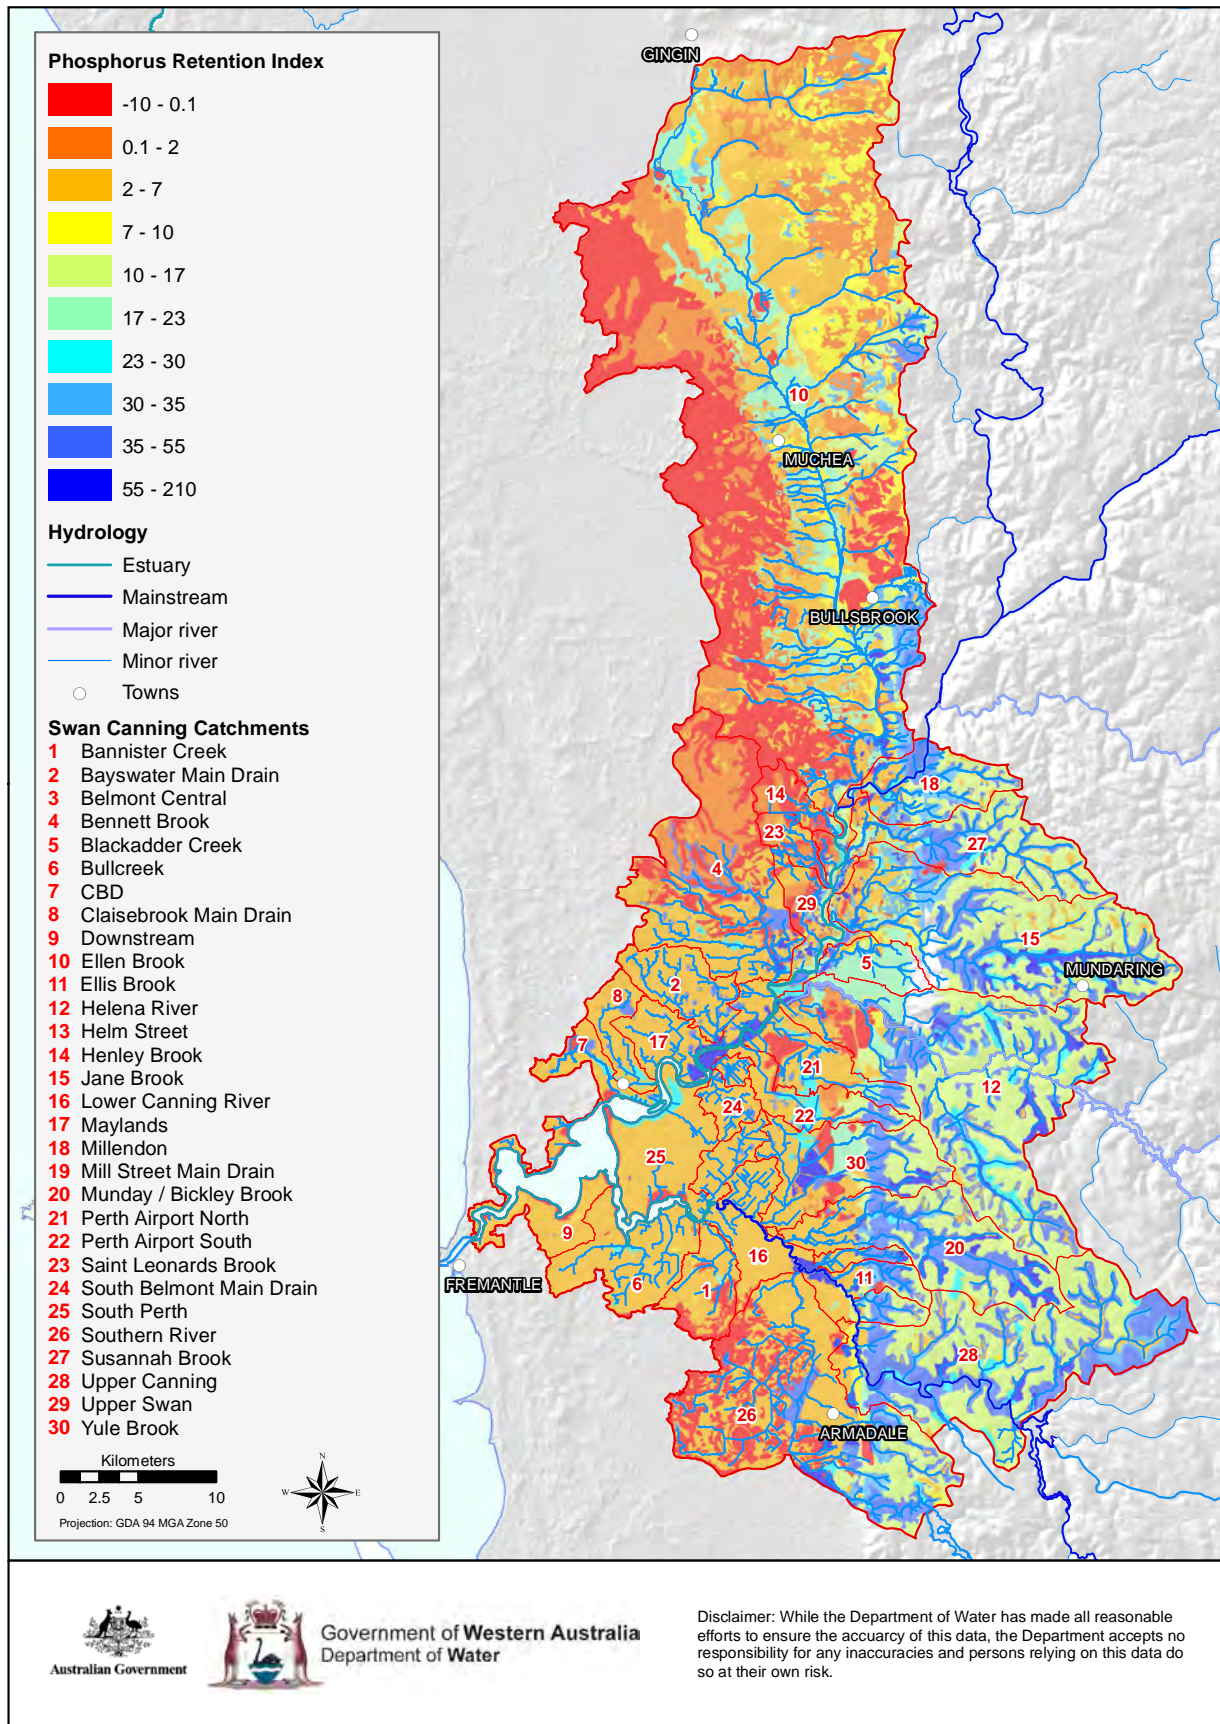 Phosphorus Retention Index
-10 - 0.1
0.1 - 2
2 - 7
7 - 10
10 - 17
17 - 23
23 - 30
30 - 35
35 - 55
55 - 210
Hydrology
Estuary
Mainstream
Major river
Minor river
Towns
Swan Canning Catchments
1 Bannister Creek
2 Bayswater Main Drain
3 Belmont Central
4 Bennett Brook
5 Blackadder Creek
6 Bullcreek
7 CBD
8 Claisebrook Main Drain
9 Downstream
10 Ellen Brook
11 Ellis Brook
12 Helena River
13 Helm Street
14 Henley Brook
15 Jane Brook
16 Lower Canning River
17 Maylands
18 Millendon
19 Mill Street Main Drain
20 Munday / Bickley Brook
21 Perth Airport North
22 Perth Airport South
23 Saint Leonards Brook
24 South Belmont Main Drain
25 South Perth
26 Southern River
27 Susannah Brook
28 Upper Canning
29 Upper Swan
30 Yule Brook
Kilometers
0 2.5 5 10
Projection: GDA 94 MGA Zone 50
N
W E
S
GINGIN
10
MUCHEA
BULLSBROOK
18
14
23
27
4
29
15
5
MUNDARING
2
8
17
7
21
12
24
22
25
30
9
16
20
6
1
11
28
FREMANTLE
26
ARMADALE
Australian Government
Government of Western Australia
Department of Water
Disclaimer: While the Department of Water has made all reasonable
efforts to ensure the accuarcy of this data, the Department accepts no
responsibility for any inaccuracies and persons relying on this data do
so at their own risk.